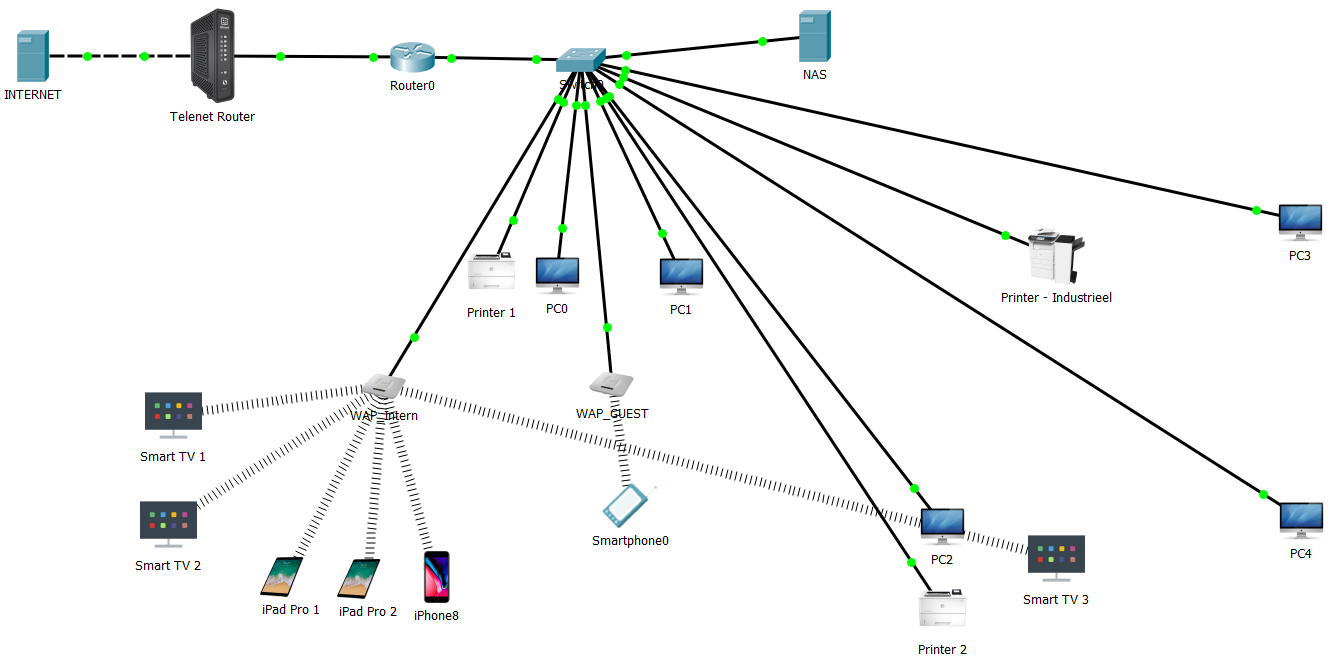 INTERNET
Telenet Router
Router0
Switch0
NAS
PC3
Printer - Industrieel
Printer 1
PC0
PC1
WAP_Intern
WAP_GUEST
Smart TV 1
Smartphone0
Smart TV 2
PC2
PC4
iPad Pro 1
iPad Pro 2
iPhone8
Smart TV 3
Printer 2